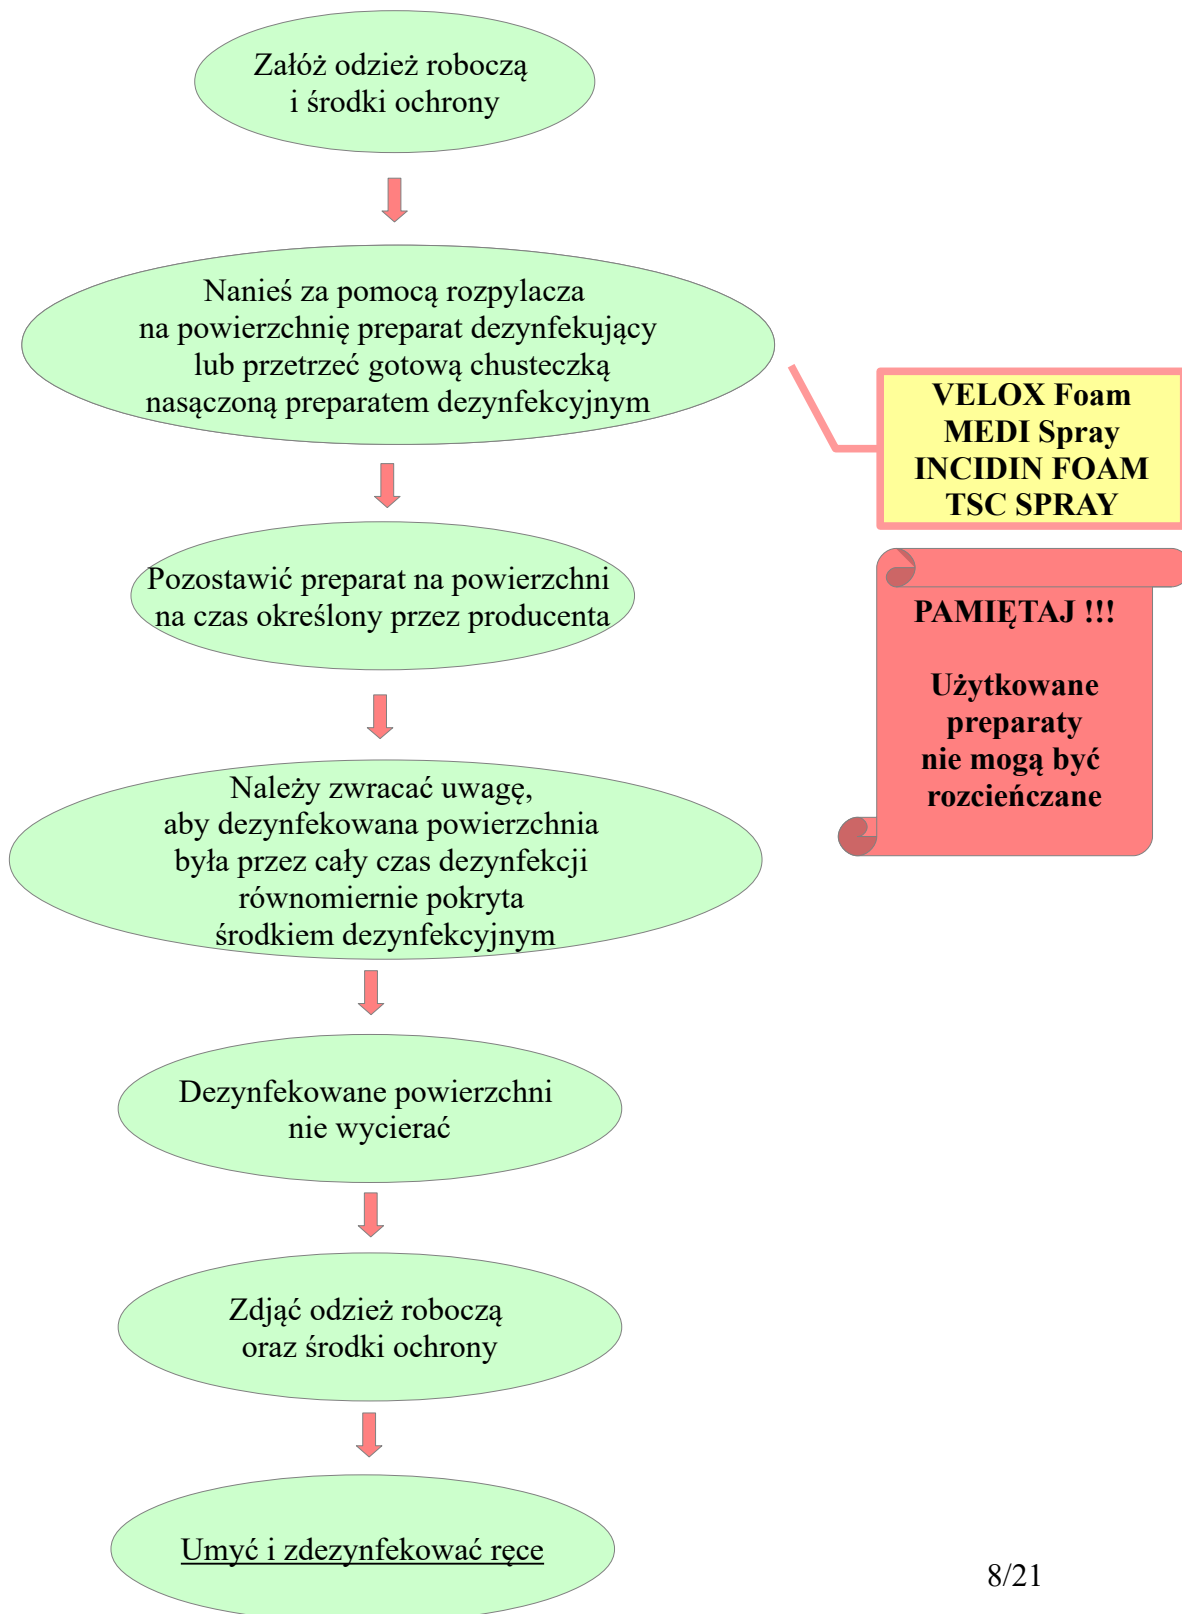 Załóż odzież roboczą
i środki ochrony
Nanieś za pomocą rozpylacza
na powierzchnię preparat dezynfekujący
lub przetrzeć gotową chusteczką
nasączoną preparatem dezynfekcyjnym
VELOX Foam
MEDI Spray
INCIDIN FOAM
TSC SPRAY
Pozostawić preparat na powierzchni
na czas określony przez producenta
PAMIĘTAJ !!!
Użytkowane
preparaty
nie mogą być
rozcieńczane
Należy zwracać uwagę,
aby dezynfekowana powierzchnia
była przez cały czas dezynfekcji
równomiernie pokryta
środkiem dezynfekcyjnym
Dezynfekowane powierzchni
nie wycierać
Zdjąć odzież roboczą
oraz środki ochrony
Umyć i zdezynfekować ręce
8/21